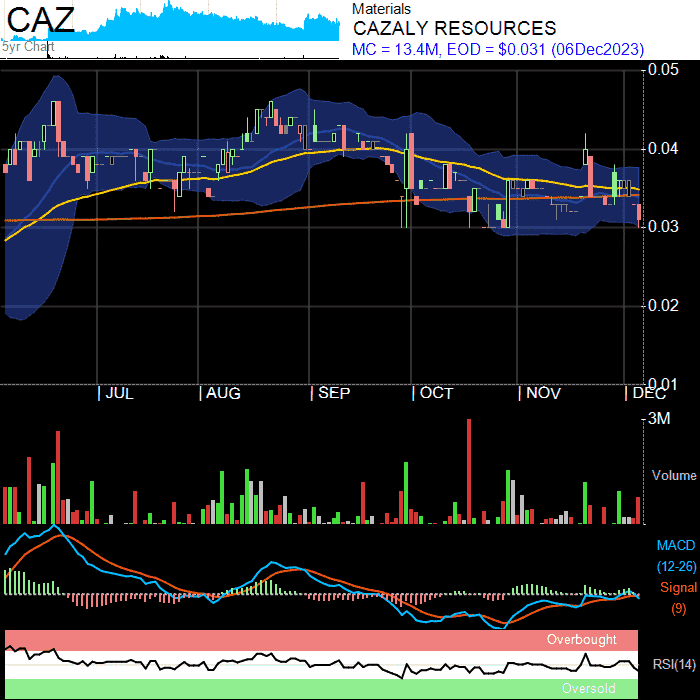 CAZ
5yr Chart
Materials
CAZALY RESOURCES
MC = 13.4M, EOD = $0.031 (06Dec2023)
0.05
0.04
0.03
0.02
0.01
| JUL | AUG | SEP | OCT | NOV | DEC
3M
Volume
MACD
(12-26)
Signal
(9)
Overbought
RSI(14)
Oversold